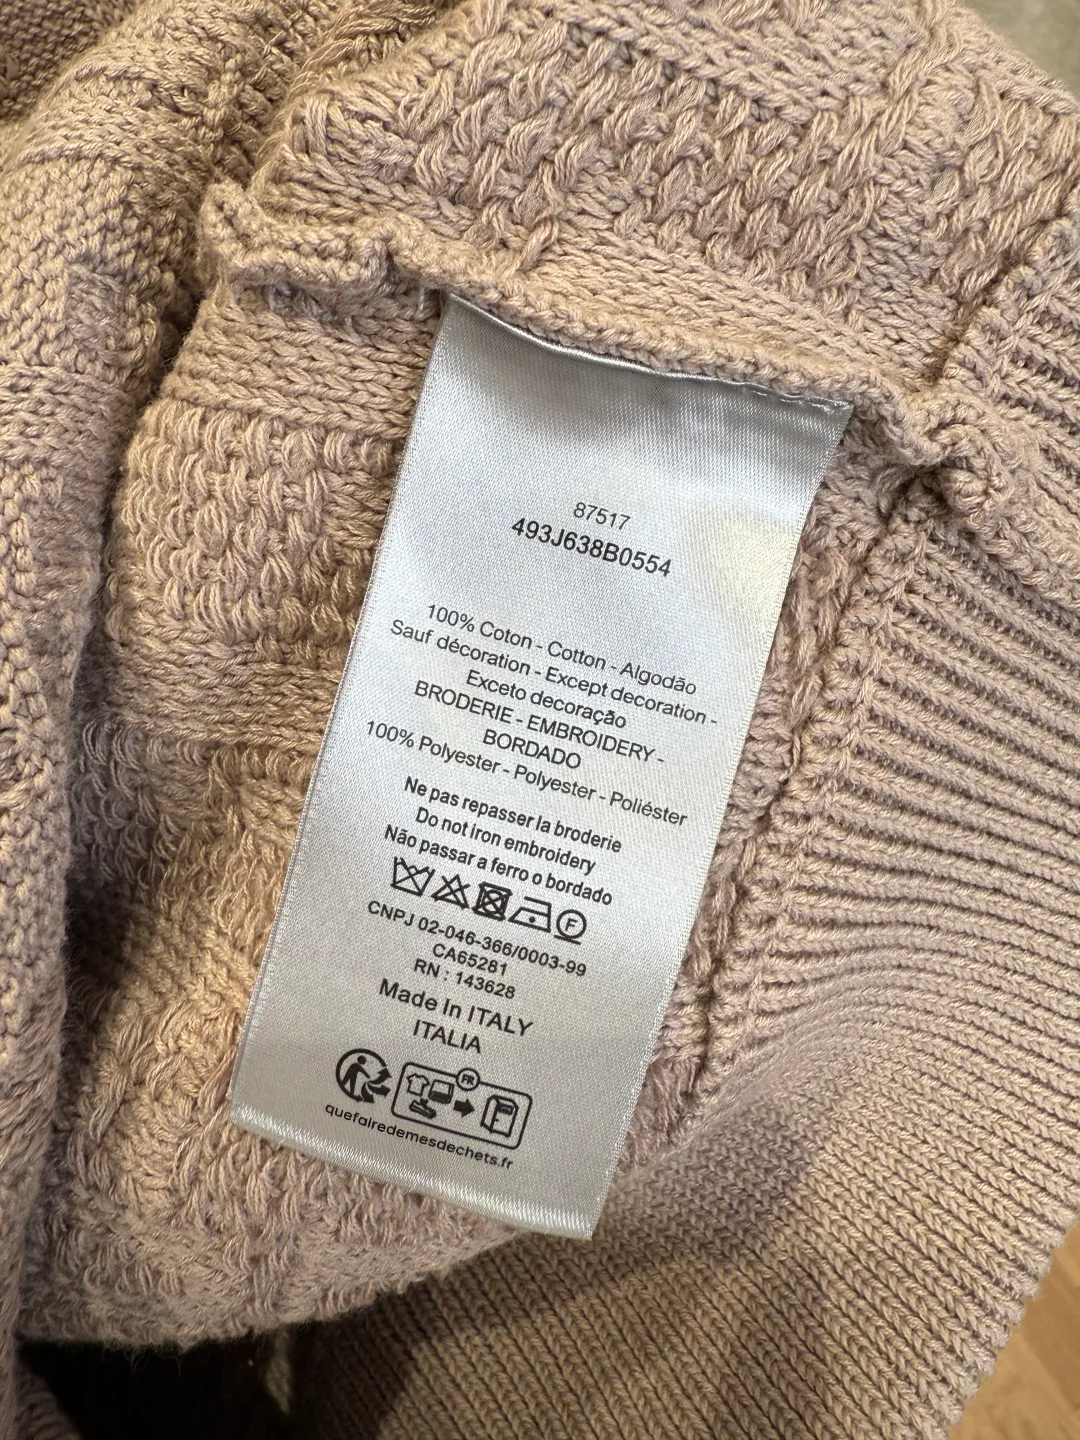 87517
493J638B0554
100% Coton - Cotton - Algodão
Sauf décoration - Except decoration -
Exceto decoração
BRODERIE - EMBROIDERY -
BORDADO
100% Polyester - Polyester - Poliéster
Ne pas repasser la broderie
Do not iron embroidery
Não passar a ferro o bordado
F
CNPJ 02-046-366/0003-99
CA65281
RN : 143628
Made In ITALY
ITALIA
FR
quefairedemesdechets.fr